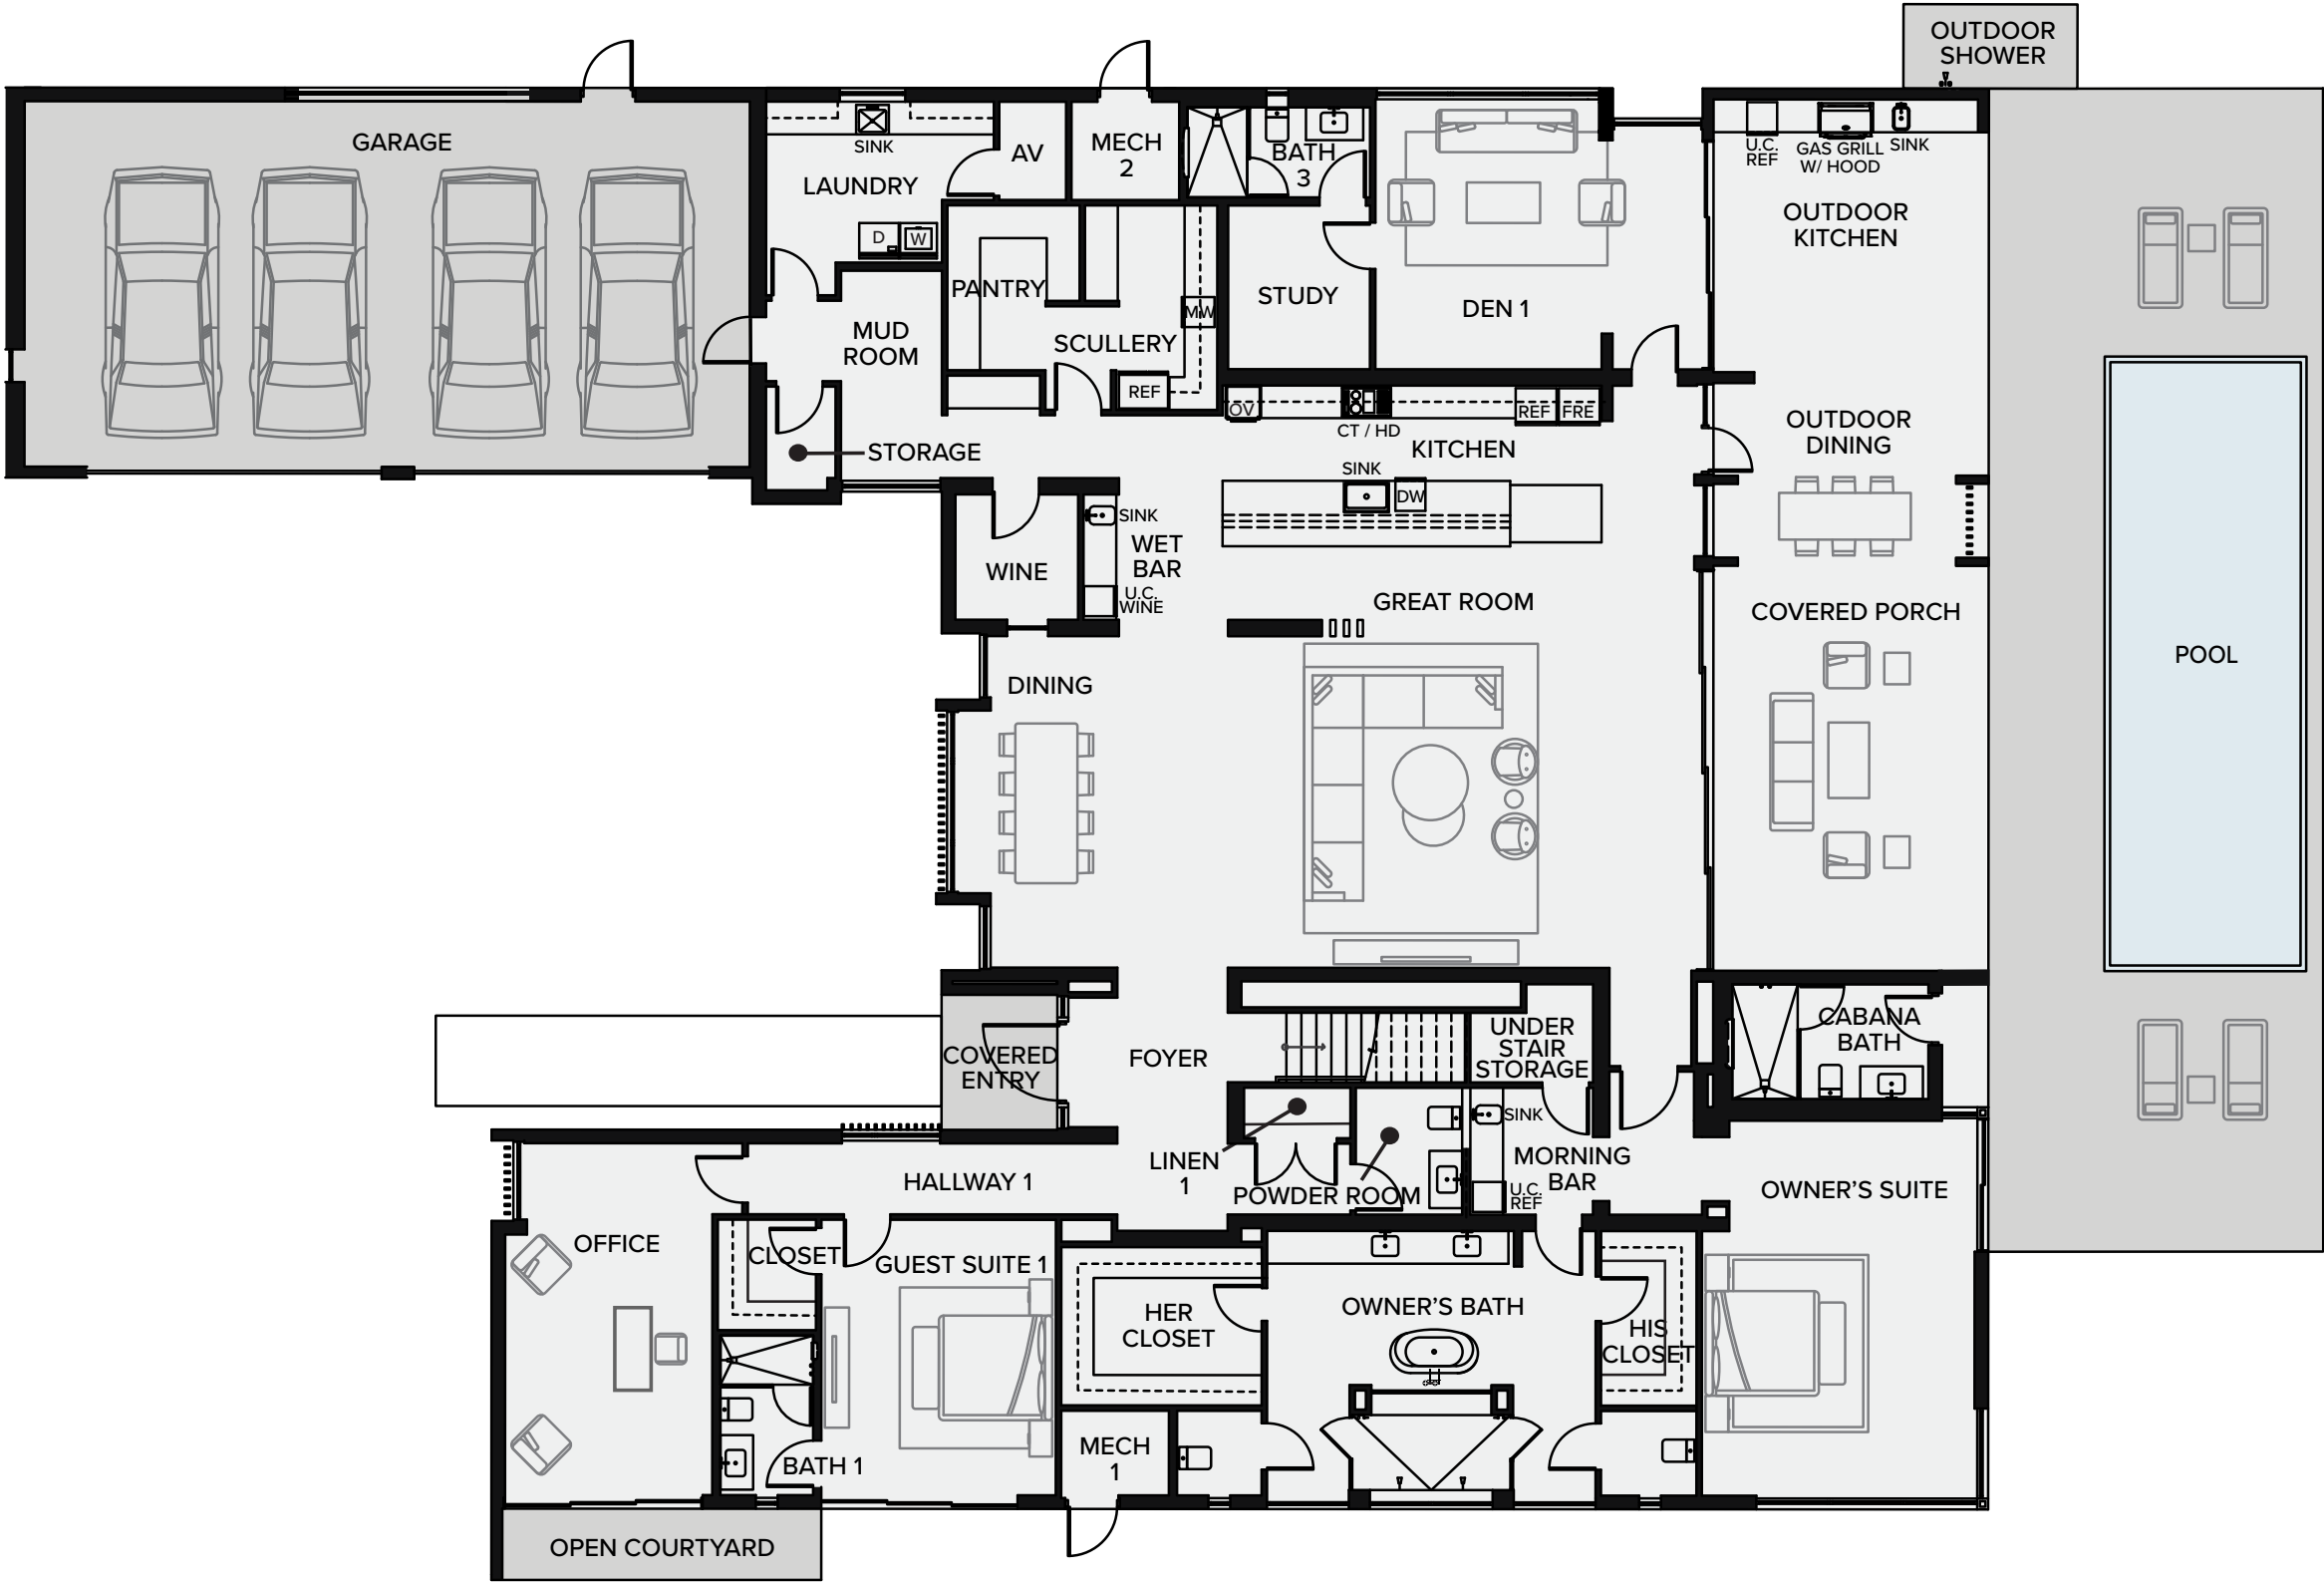 OUTDOOR
SHOWER
GARAGE
SINK
LAUNDRY
D
W
AV
MECH
2
BATH
3
U.C.
REF
GAS GRILL
W/ HOOD
SINK
OUTDOOR
KITCHEN
PANTRY
MW
STUDY
DEN 1
MUD
ROOM
SCULLERY
REF
OV
CT / HD
REF
FRE
STORAGE
KITCHEN
OUTDOOR
DINING
SINK
DW
SINK
WET
BAR
WINE
U.C.
WINE
GREAT ROOM
COVERED PORCH
POOL
DINING
COVERED
ENTRY
FOYER
UNDER
STAIR
STORAGE
CABANA
BATH
SINK
LINEN
1
POWDER ROOM
MORNING
BAR
U.C.
REF
HALLWAY 1
OWNER'S SUITE
OFFICE
CLOSET
GUEST SUITE 1
HER
CLOSET
OWNER'S BATH
HIS
CLOSET
BATH 1
MECH
1
OPEN COURTYARD